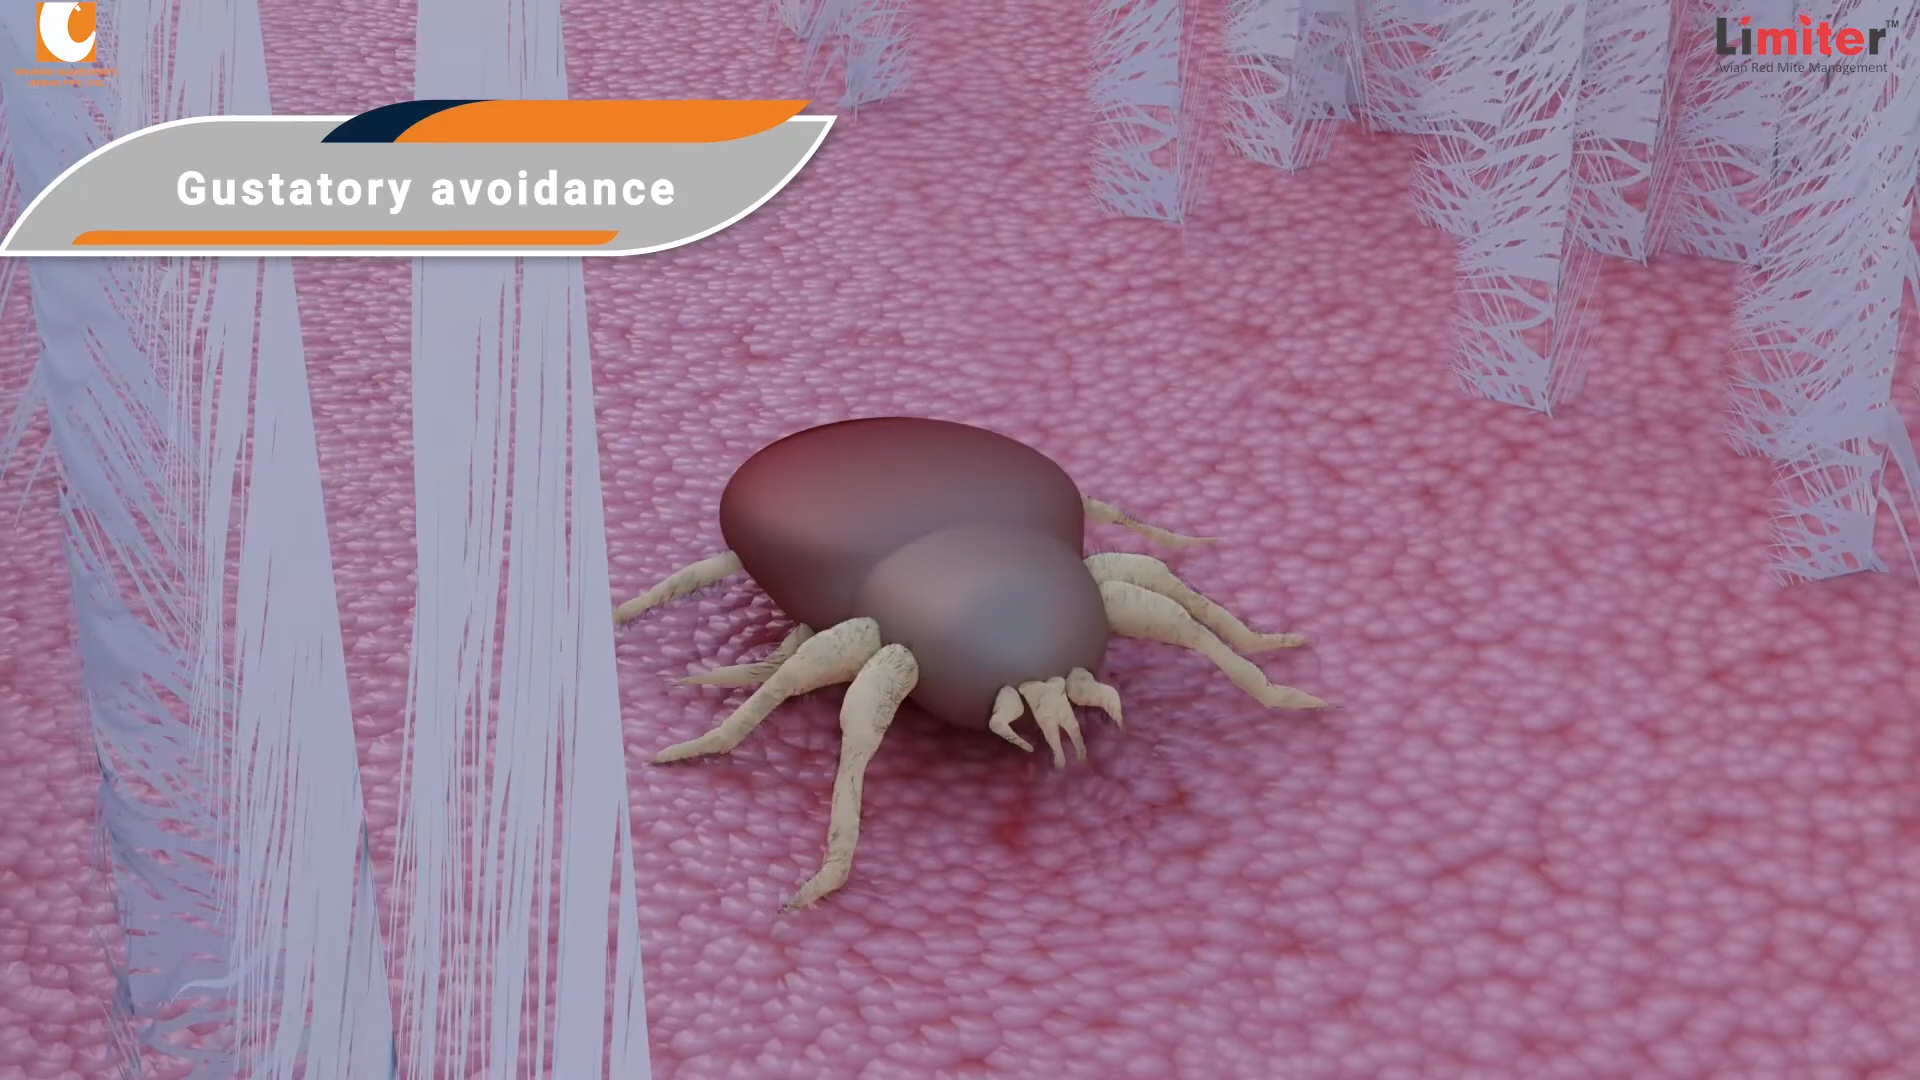 Limiter™
Avian Red Mite Management
Gustatory avoidance